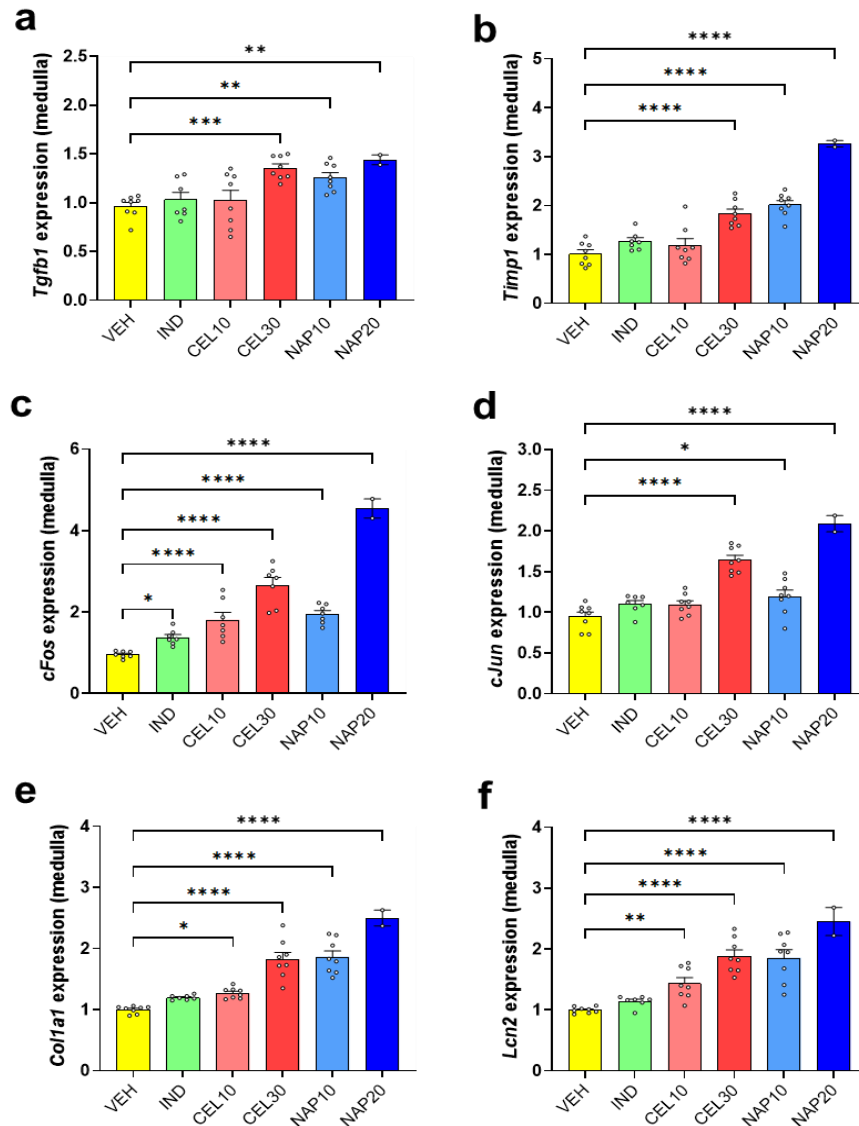 a
Tgfb1 expression (medulla)
2.5
2.0
1.5
1.0
0.5
0.0
**
**
***
VEH
IND
CEL10
CEL30
NAP10
NAP20
b
Timp1 expression (medulla)
5
4
3
2
1
0
****
****
****
VEH
IND
CEL10
CEL30
NAP10
NAP20
c
cFos expression (medulla)
6
4
2
0
****
****
****
****
*
VEH
IND
CEL10
CEL30
NAP10
NAP20
d
cJun expression (medulla)
3.0
2.5
2.0
1.5
1.0
0.5
0.0
****
*
****
VEH
IND
CEL10
CEL30
NAP10
NAP20
e
Col1a1 expression (medulla)
4
3
2
1
0
****
****
****
*
VEH
IND
CEL10
CEL30
NAP10
NAP20
f
Lcn2 expression (medulla)
4
3
2
1
0
****
****
****
**
VEH
IND
CEL10
CEL30
NAP10
NAP20